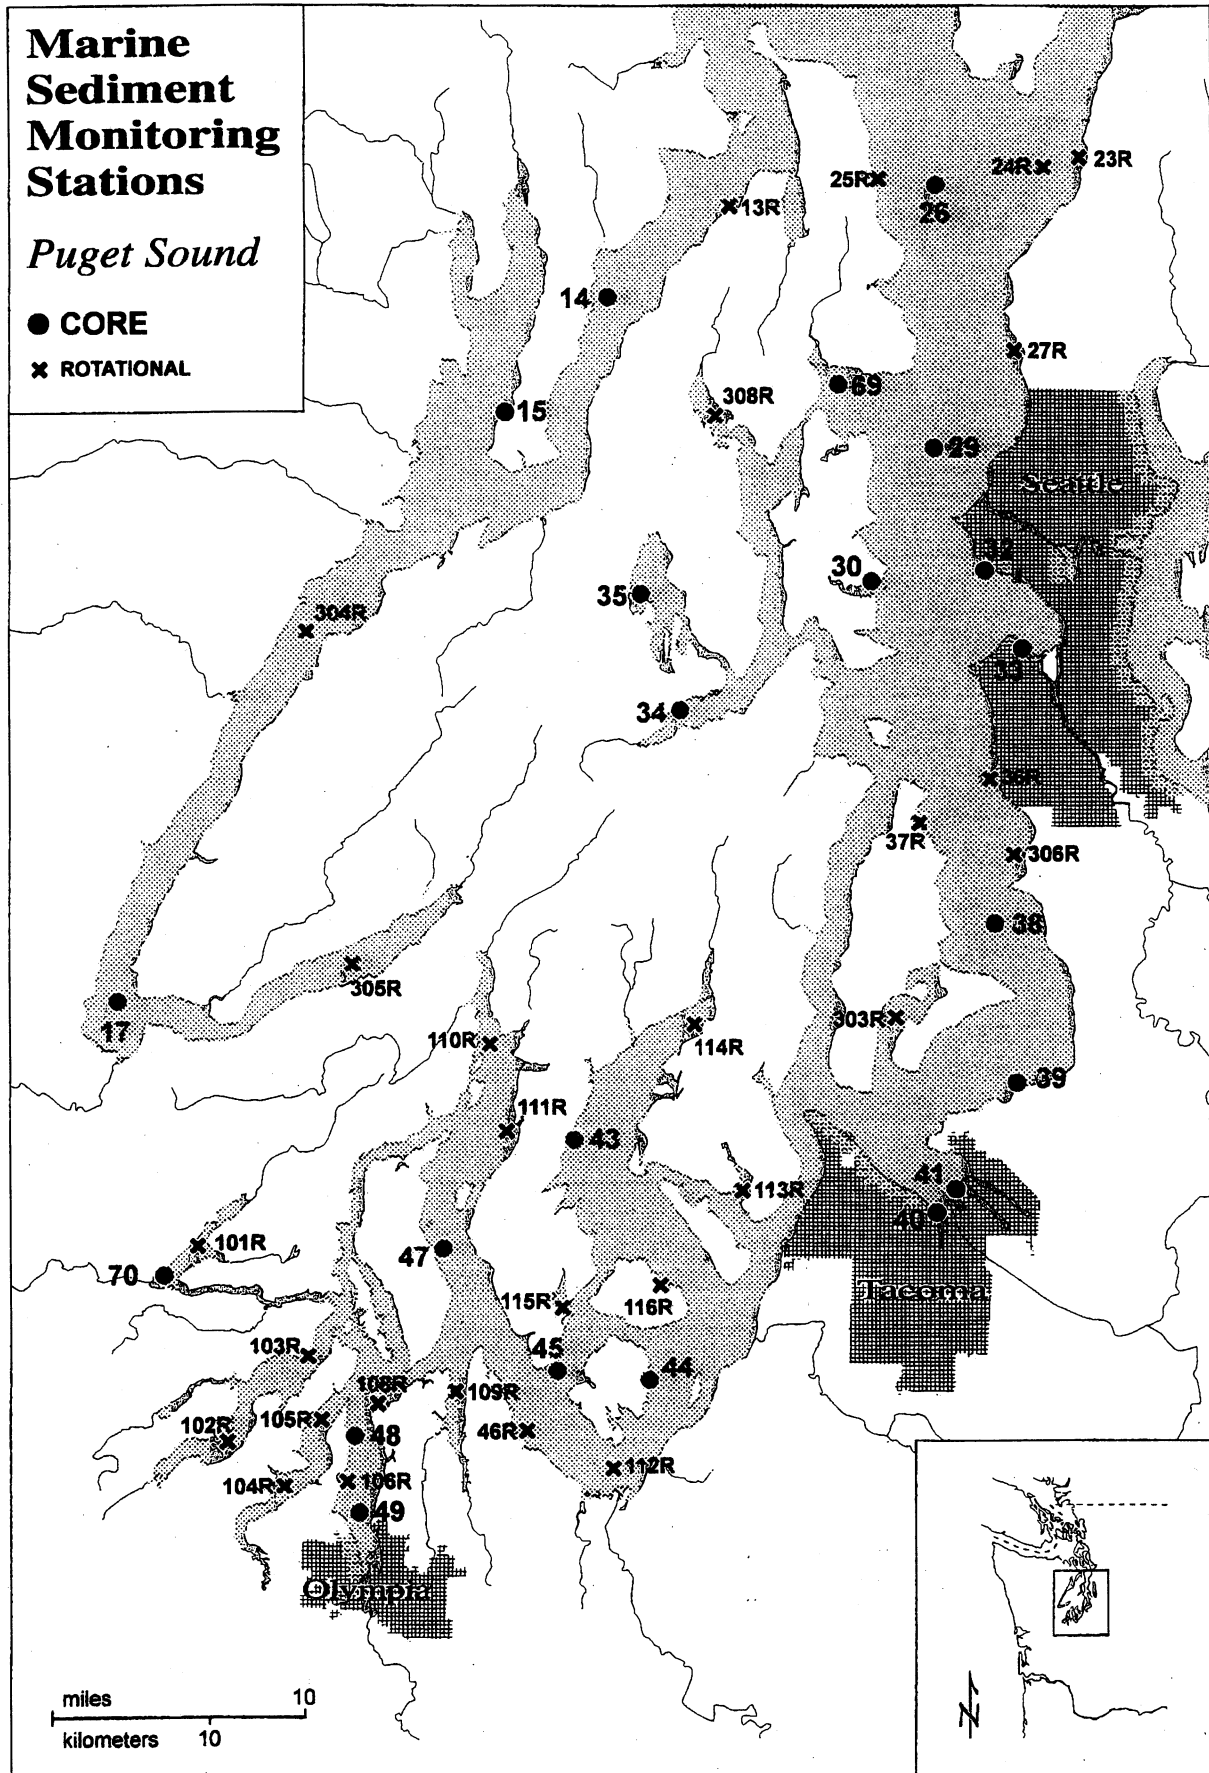 Marine
Sediment
Monitoring
Stations
Puget Sound
CORE
ROTATIONAL
23R
24R
25R
26
13R
14
27R
69
308R
15
29
Seattle
32
30
35
304R
33
34
36R
37R
306R
38
305R
17
303R
110R
114R
39
111R
43
41
113R
40
101R
47
70
115R
116R
Tacoma
103R
45
44
108R
109R
105R
102R
48
46R
112R
104R
106R
49
Olympia
miles 10
kilometers 10
N